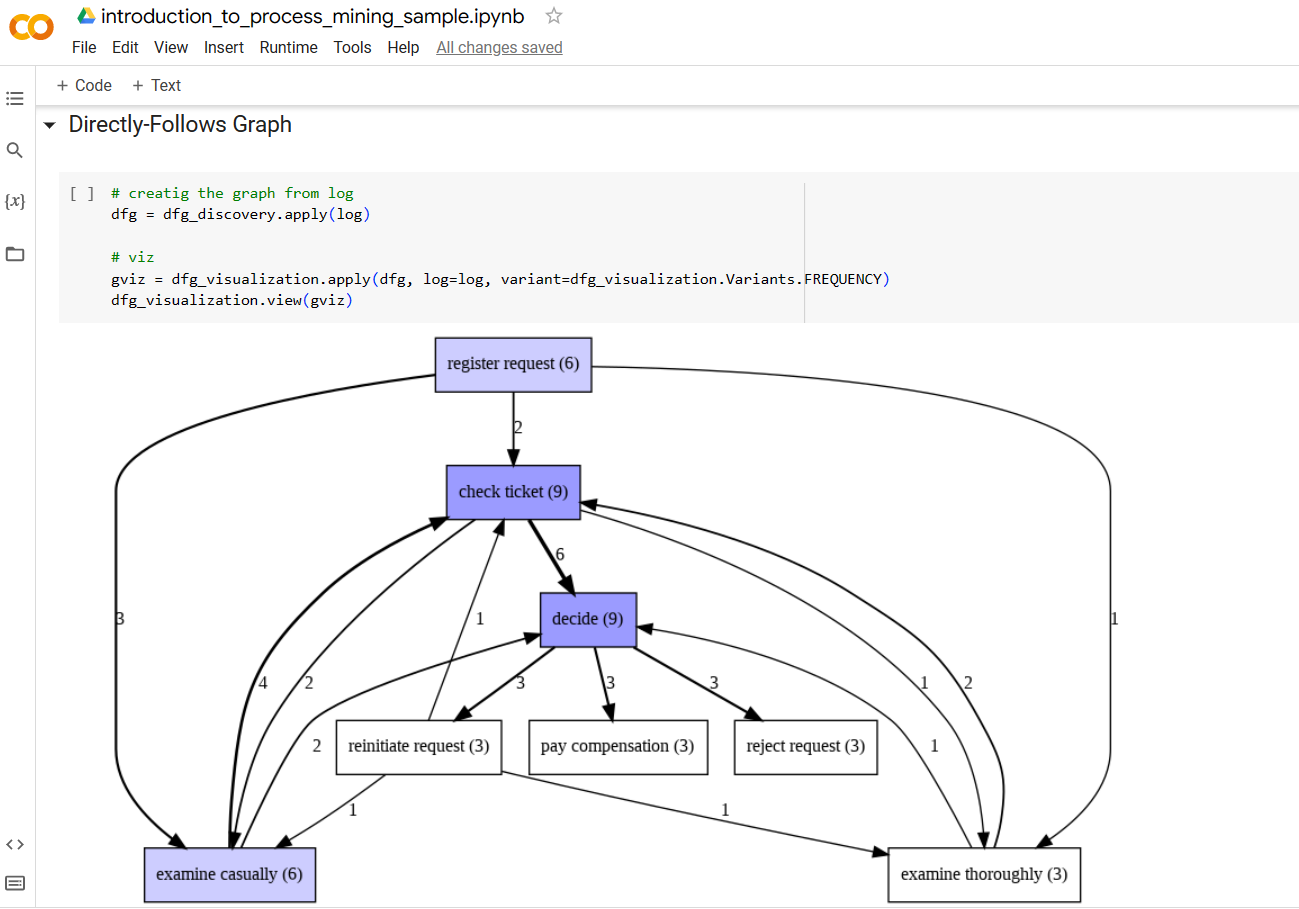 introduction_to_process_mining_sample.ipynb
File Edit View Insert Runtime Tools Help All changes saved
+ Code + Text
Directly-Follows Graph
[ ] # creatig the graph from log
dfg = dfg_discovery.apply(log)
# viz
gviz = dfg_visualization.apply(dfg, log=log, variant=dfg_visualization.Variants.FREQUENCY)
dfg_visualization.view(gviz)
{x}
register request (6)
2
check ticket (9)
6
3
1
decide (9)
1
4
2
3
3
3
1
2
2
reinitiate request (3)
pay compensation (3)
reject request (3)
1
1
1
examine casually (6)
examine thoroughly (3)